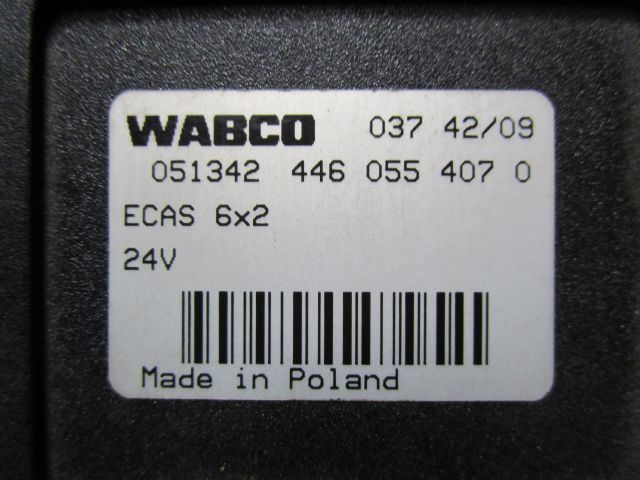 WABCO 037 42/09
051342 446 055 407 0
ECAS 6x2
24V
Made in Poland